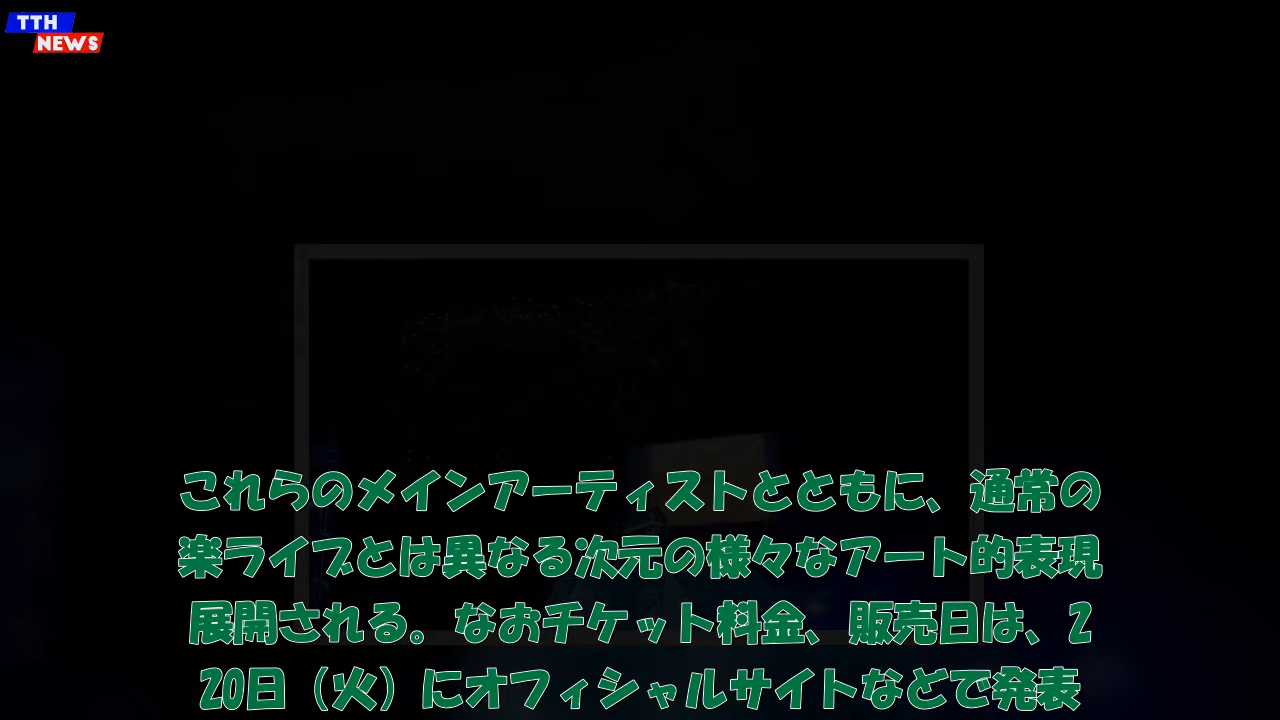 TTH
NEWS
これらのメインアーティストとともに、通常の
楽ライブとは異なる次元の様々なアート的表現
展開される。なおチケット料金、販売日は、2
20日（火）にオフィシャルサイトなどで発表